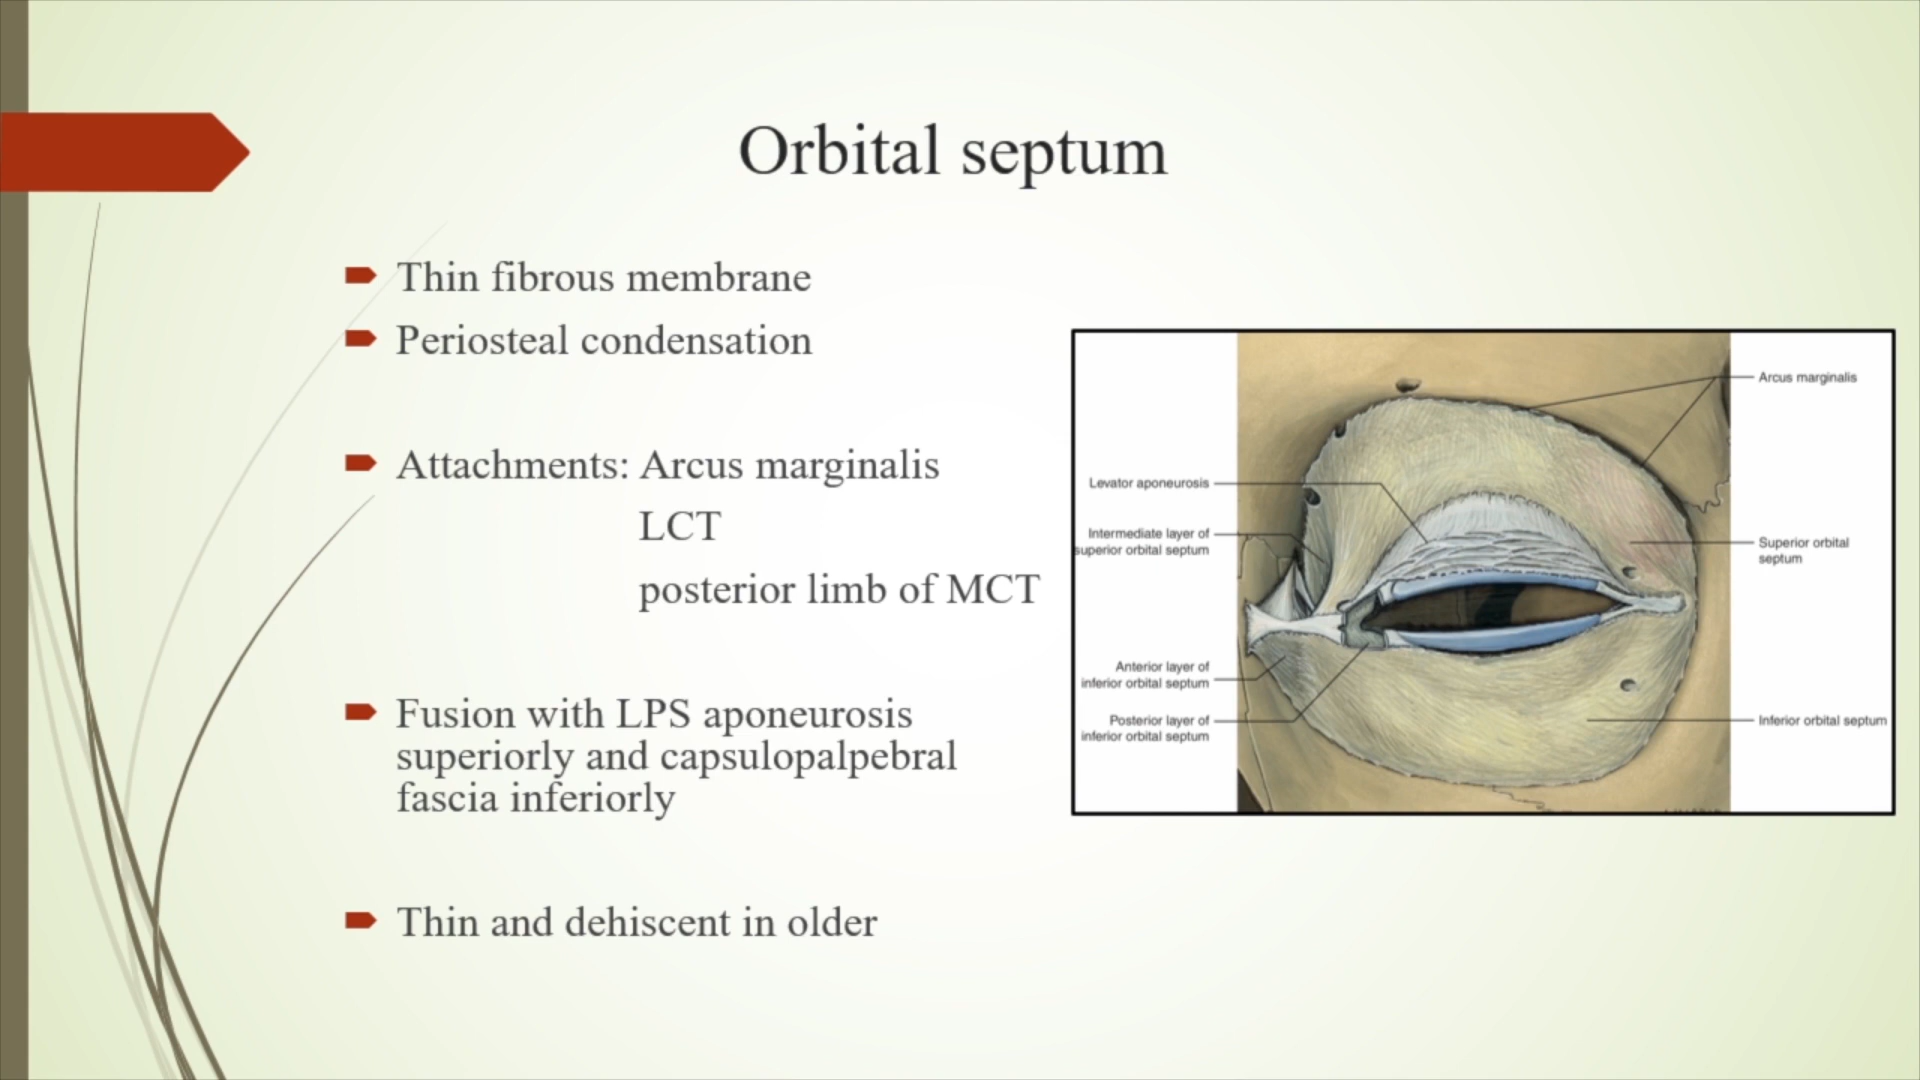 Orbital septum
Thin fibrous membrane
Periosteal condensation
Attachments: Arcus marginalis
LCT
posterior limb of MCT
Fusion with LPS aponeurosis
superiorly and capsulopalpebral
fascia inferiorly
Thin and dehiscent in older
Levator aponeurosis
Intermediate layer of
superior orbital septum
Anterior layer of
inferior orbital septum
Posterior layer of
inferior orbital septum
Arcus marginalis
Superior orbital
septum
Inferior orbital septum